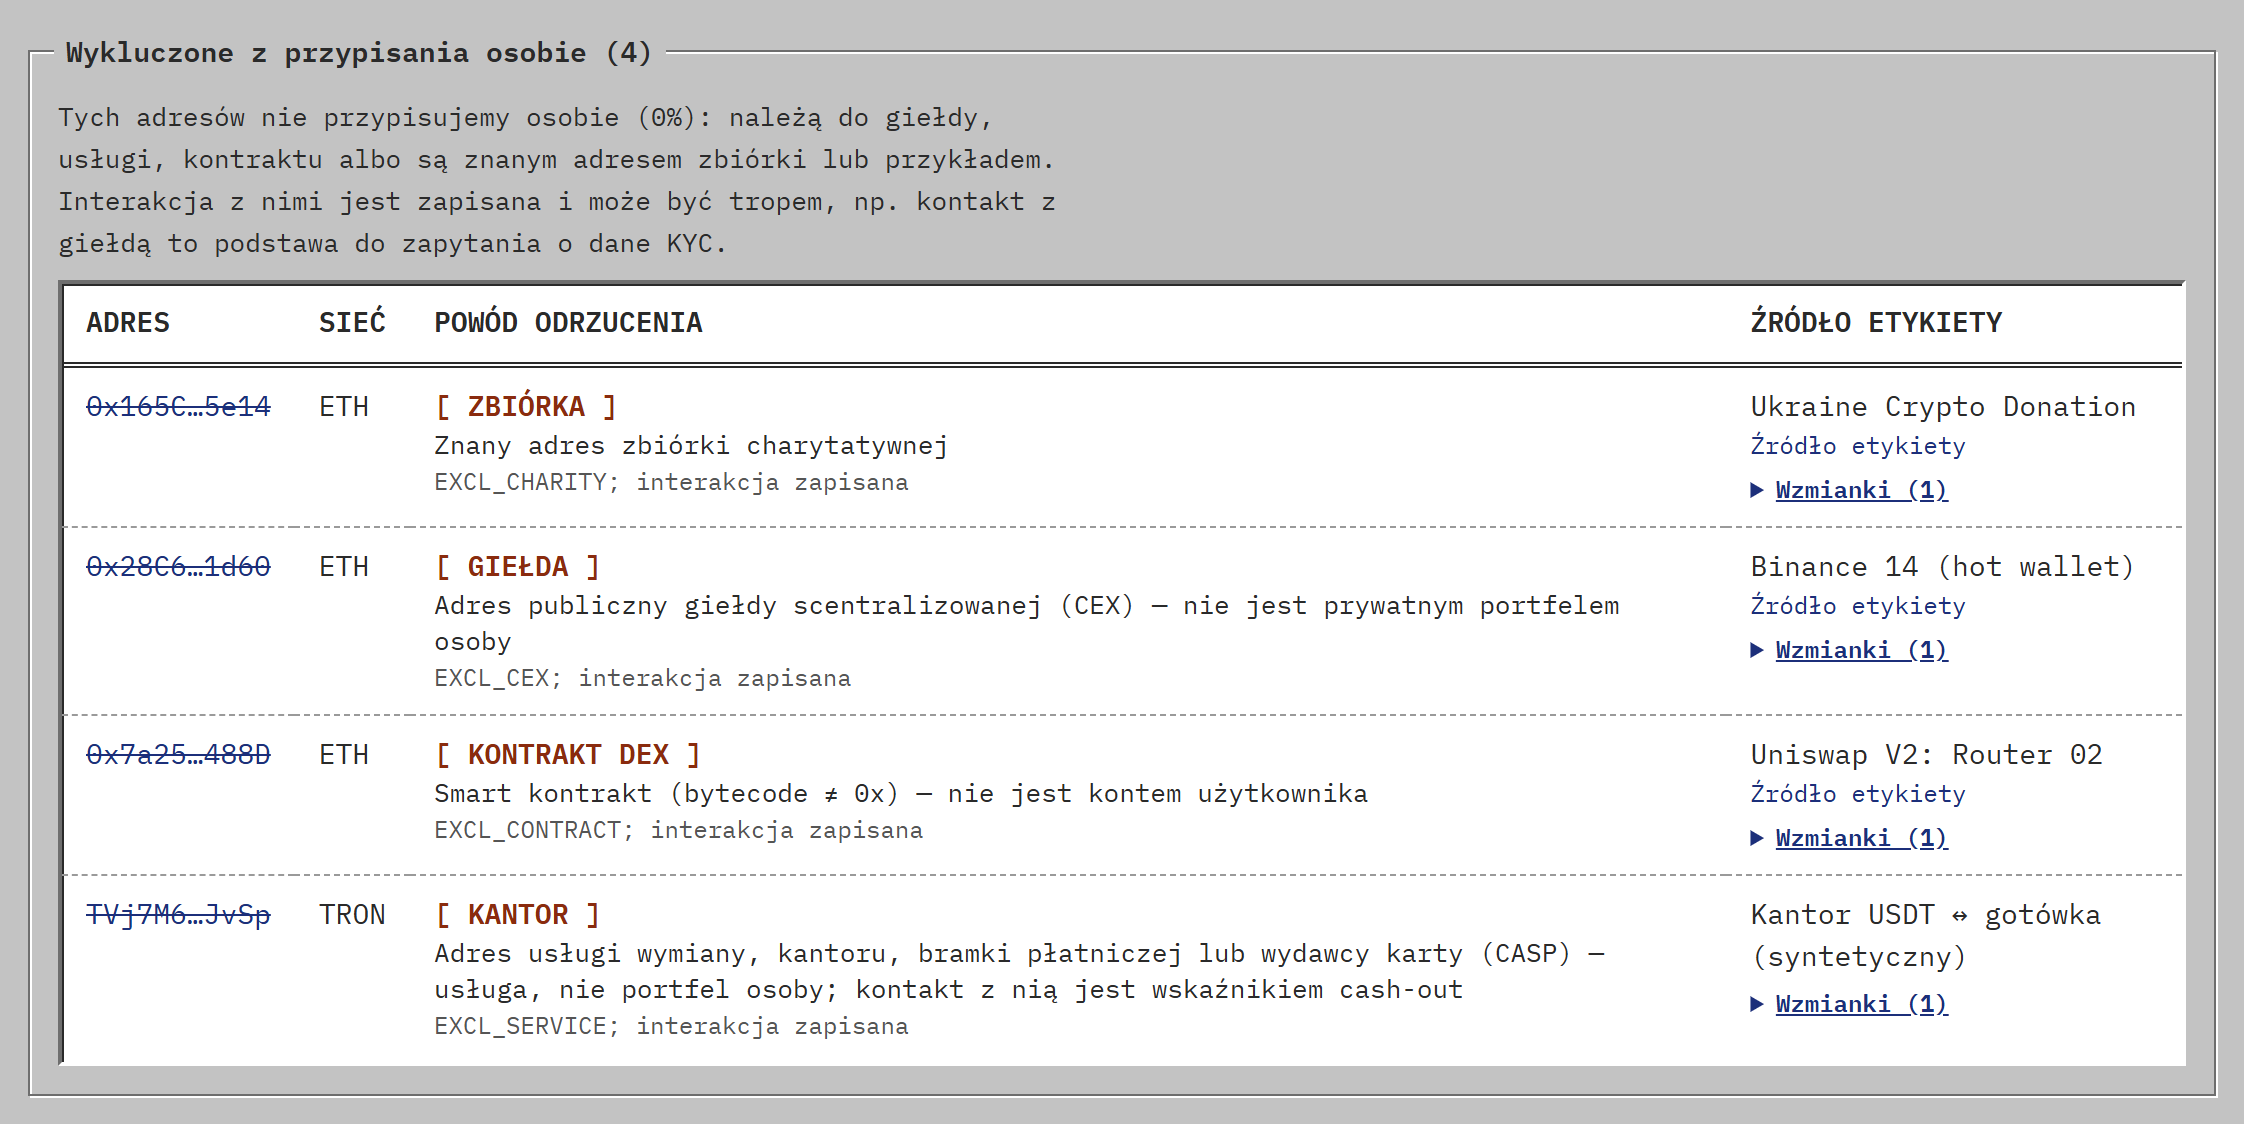 Wykluczone z przypisania osobie (4)
Tych adresów nie przypisujemy osobie (0%): należą do giełdy,
usługi, kontraktu albo są znanym adresem zbiórki lub przykładem.
Interakcja z nimi jest zapisana i może być tropem, np. kontakt z
giełdą to podstawa do zapytania o dane KYC.
ADRES SIEĆ POWÓD ODRZUCENIA ŹRÓDŁO ETYKIETY
0x165C…5e14 ETH [ ZBIÓRKA ] Ukraine Crypto Donation
Znany adres zbiórki charytatywnej Źródło etykiety
EXCL_CHARITY; interakcja zapisana ▶ Wzmianki (1)
0x28C6…1d60 ETH [ GIEŁDA ] Binance 14 (hot wallet)
Adres publiczny giełdy scentralizowanej (CEX) — nie jest prywatnym portfelem Źródło etykiety
osoby ▶ Wzmianki (1)
EXCL_CEX; interakcja zapisana
0x7a25…488D ETH [ KONTRAKT DEX ] Uniswap V2: Router 02
Smart kontrakt (bytecode ≠ 0x) — nie jest kontem użytkownika Źródło etykiety
EXCL_CONTRACT; interakcja zapisana ▶ Wzmianki (1)
TVj7M6…JvSp TRON [ KANTOR ] Kantor USDT ↔ gotówka
Adres usługi wymiany, kantoru, bramki płatniczej lub wydawcy karty (CASP) — (syntetyczny)
usługa, nie portfel osoby; kontakt z nią jest wskaźnikiem cash-out ▶ Wzmianki (1)
EXCL_SERVICE; interakcja zapisana